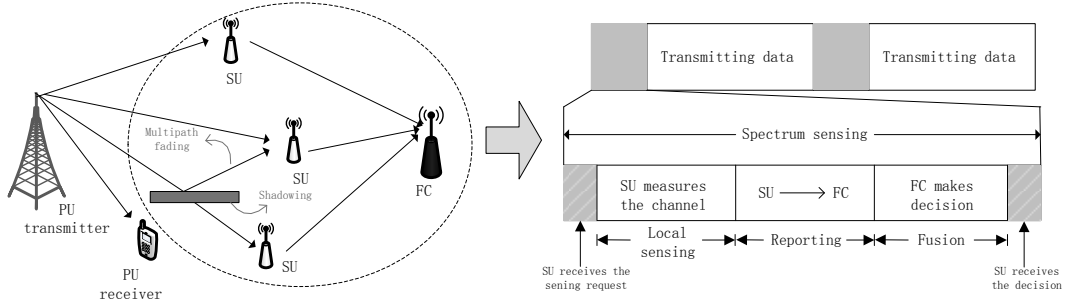 SU
Multipath
fading
SU
FC
Shadowing
PU
transmitter
SU
PU
receiver
Transmitting data
Transmitting data
Spectrum sensing
SU measures
the channel
SU
FC
FC makes
decision
Local
sensing
Reporting
Fusion
SU receives the
sening request
SU receives
the decision